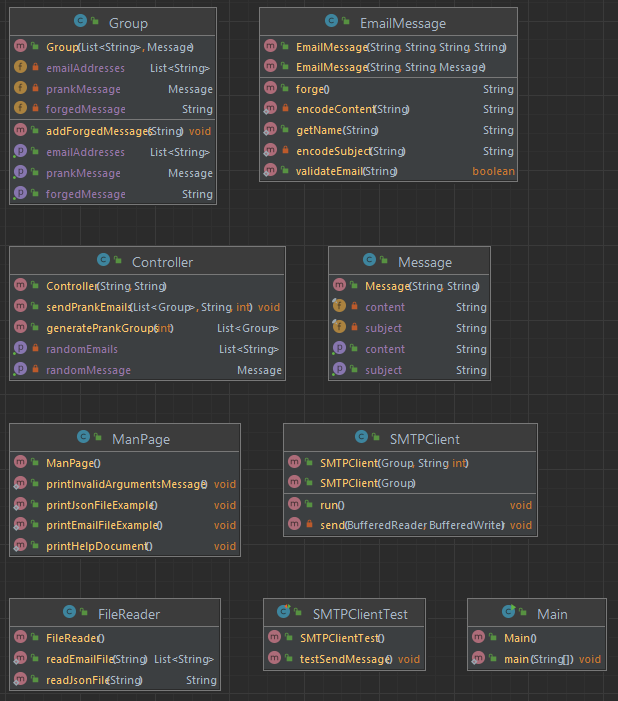 Group
Group(List<String>, Message)
emailAddresses List<String>
prankMessage Message
forgedMessage String
addForgedMessages(String) void
emailAddresses List<String>
prankMessage Message
forgedMessage String
EmailMessage
EmailMessage(String, String, String, String)
EmailMessage(String, String, Message)
forge() String
encodeContent(String) String
getName(String) String
encodeSubject(String) String
validateEmail(String) boolean
Controller
Controller(String, String)
sendPrankEmails(List<Group>, String, int) void
generatePrankGroups(int) List<Group>
randomEmails List<String>
randomMessage Message
Message
Message(String, String)
content String
subject String
content String
subject String
ManPage
ManPage()
printInvalidArgumentsMessage() void
printJsonFileExample() void
printEmailFileExample() void
printHelpDocument() void
SMTPClient
SMTPClient(Group, String, int)
SMTPClient(Group)
run() void
send(BufferedReader, BufferedWriter) void
FileReader
FileReader()
readEmailFile(String) List<String>
readJsonFile(String) String
SMTPClientTest
SMTPClientTest()
testSendMessage() void
Main
Main()
main(String[]) void